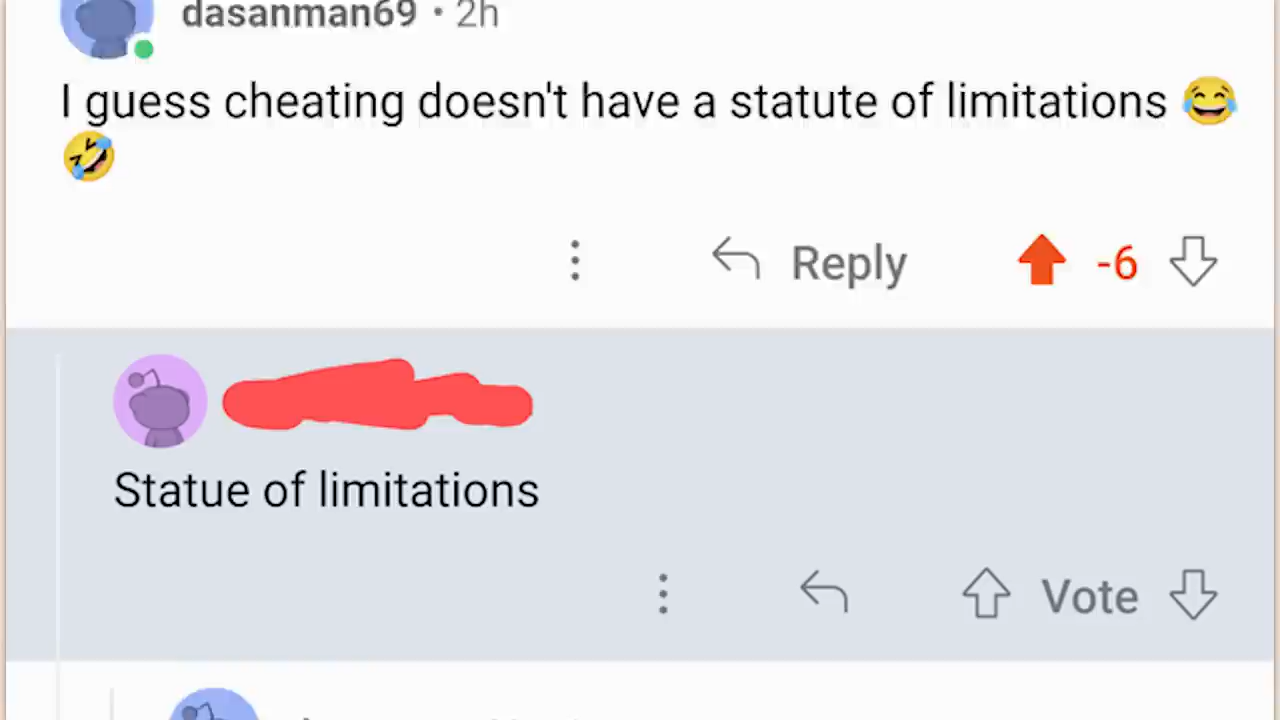 dasanman69 • 2h
I guess cheating doesn't have a statute of limitations 😂
🤣
Reply -6
Statue of limitations
Vote